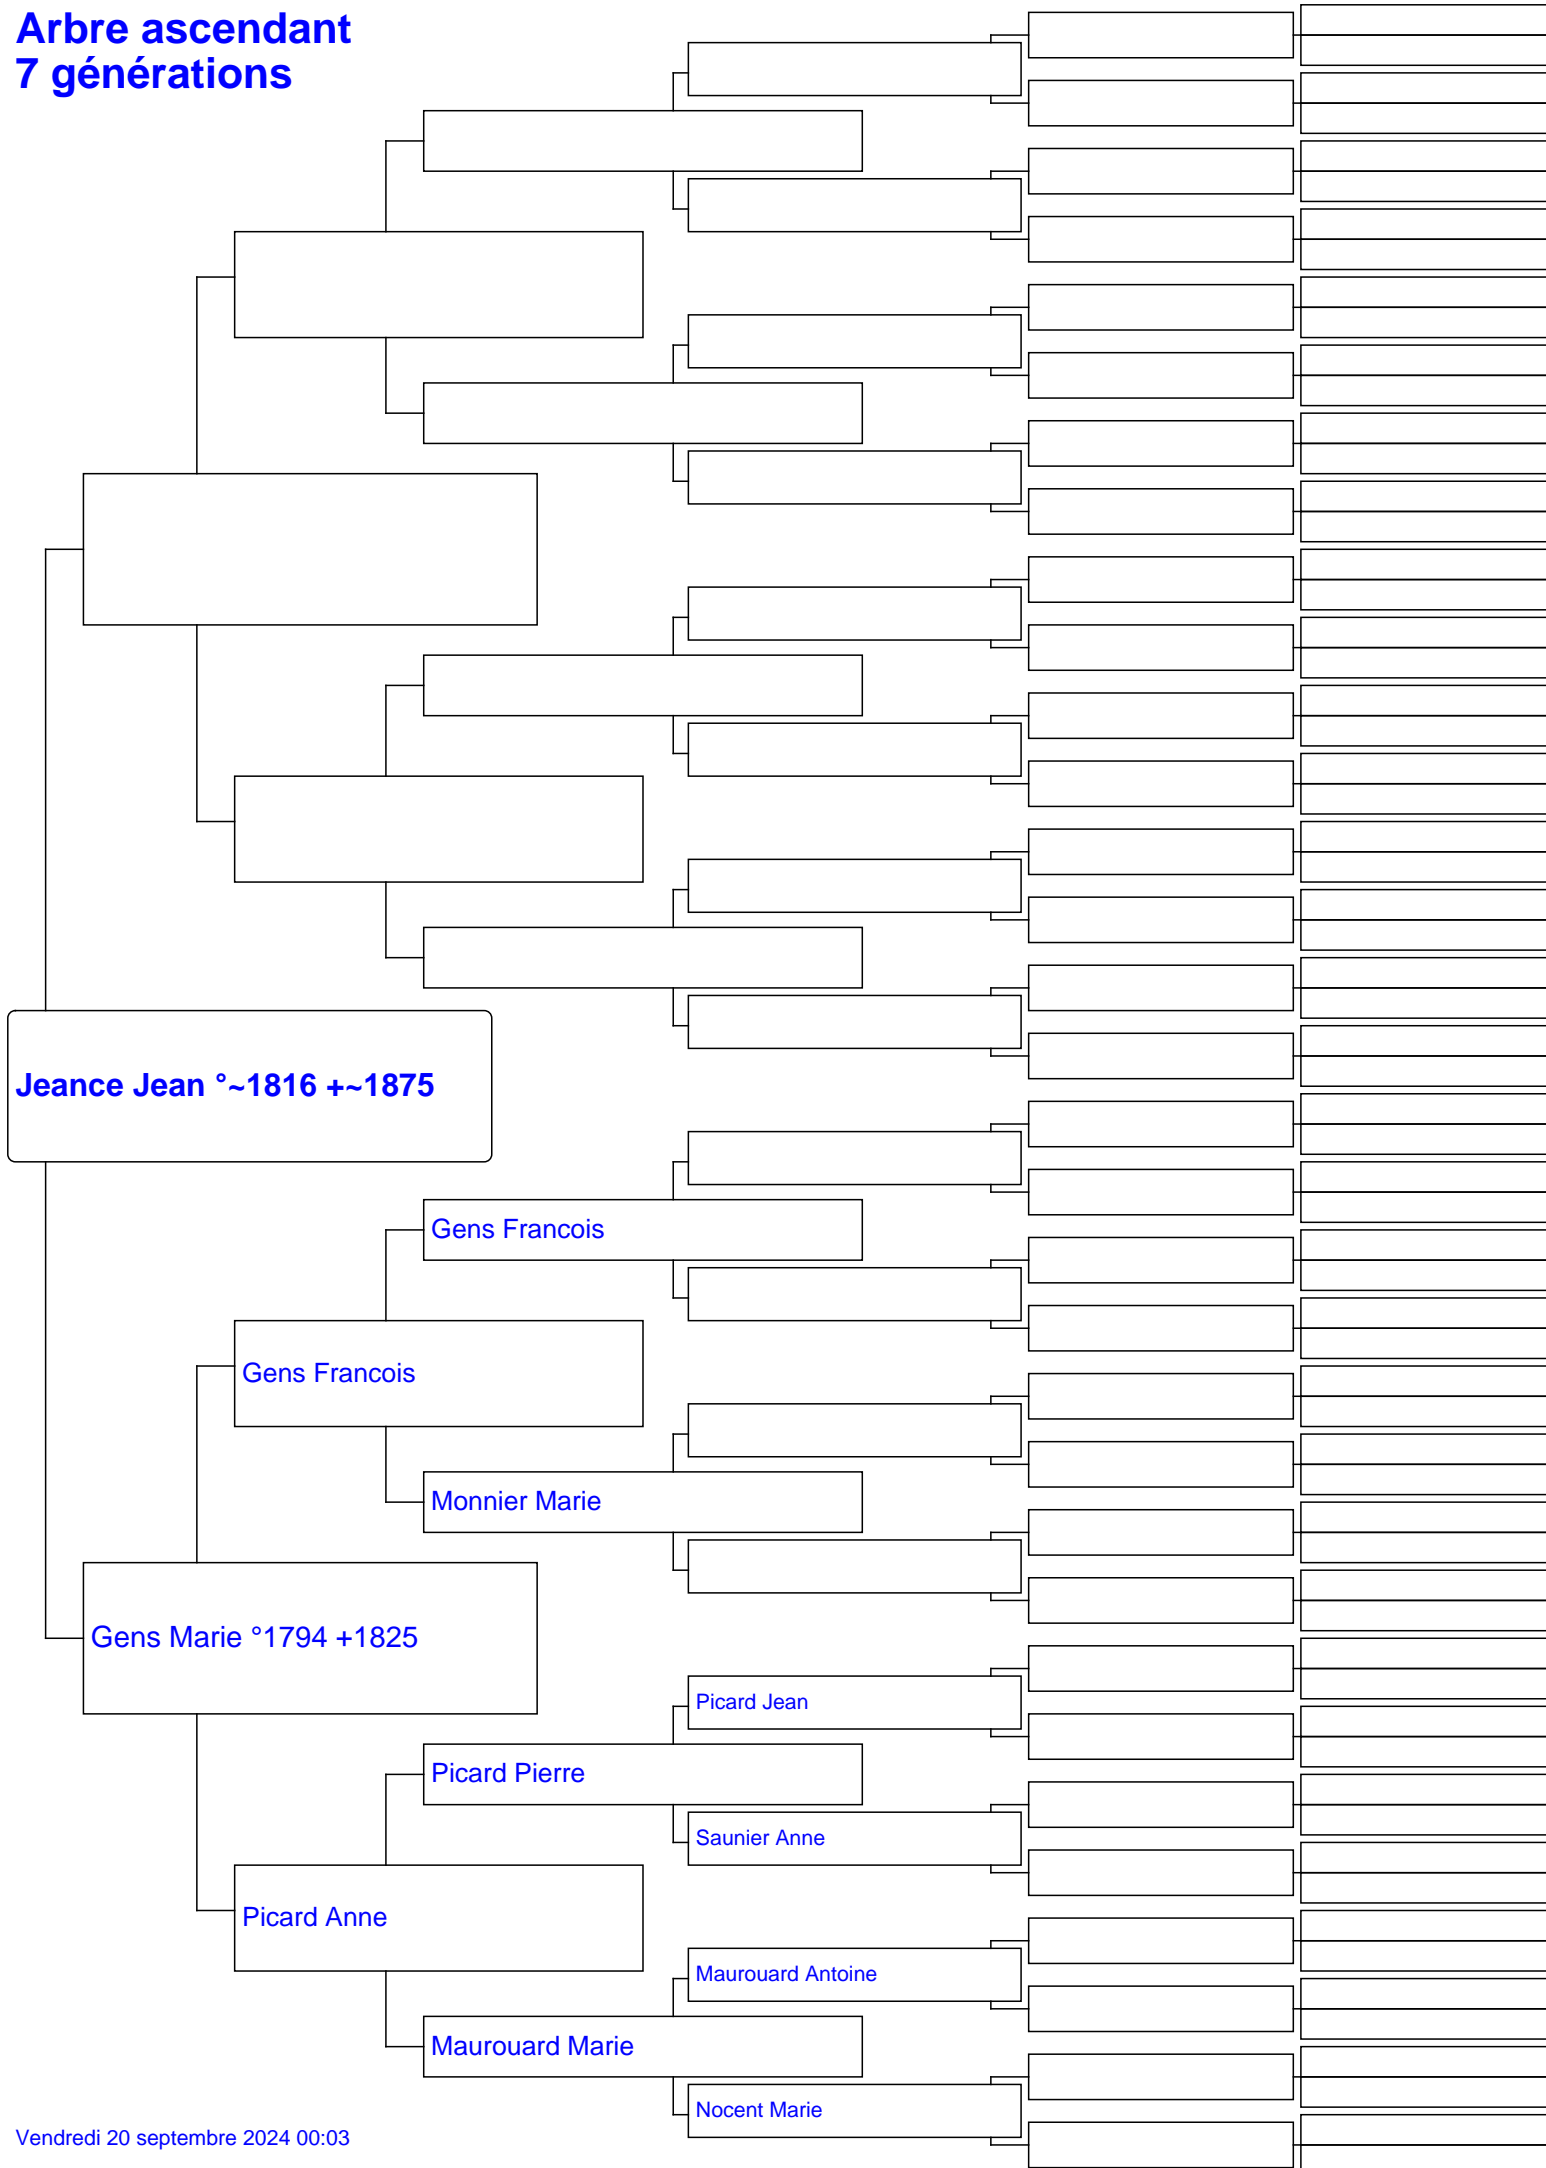 Arbre ascendant
7 générations
Jeance Jean °~1816 +~1875
Gens Francois
Gens Francois
Monnier Marie
Gens Marie °1794 +1825
Picard Jean
Picard Pierre
Saunier Anne
Picard Anne
Maurouard Antoine
Maurouard Marie
Nocent Marie
Vendredi 20 septembre 2024 00:03